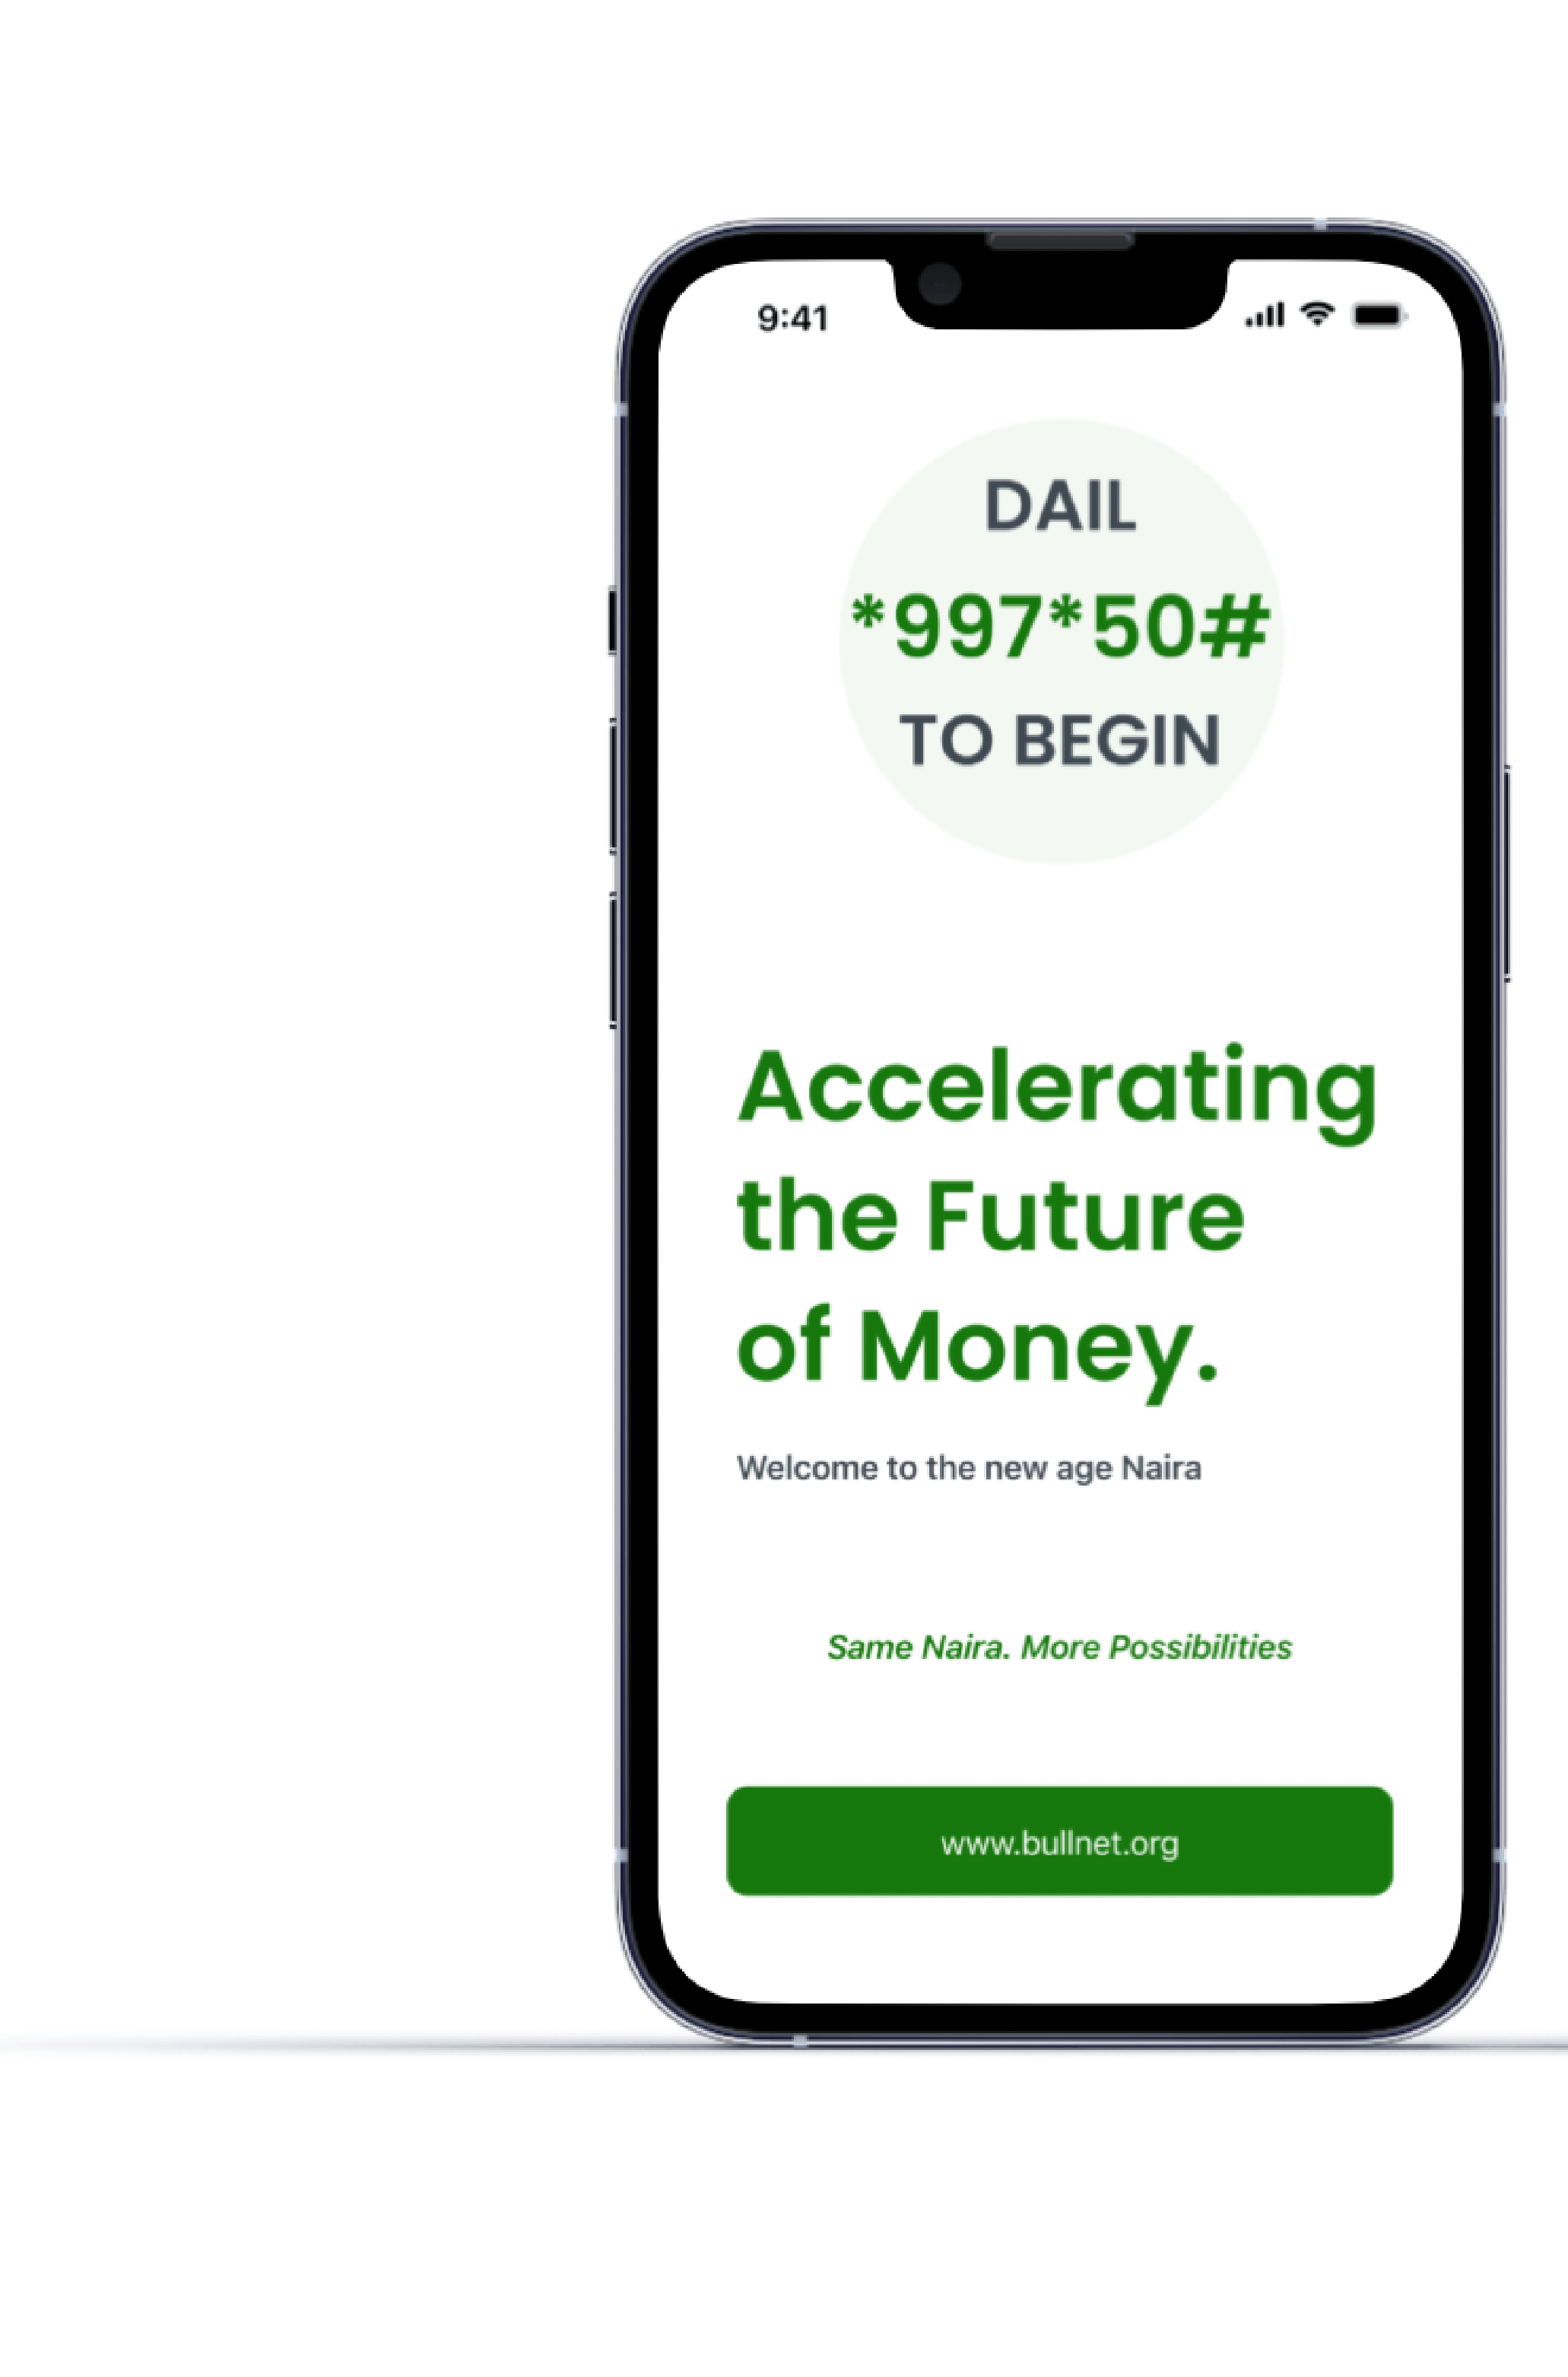 9:41
DAIL
*997*50#
TO BEGIN
Accelerating
the Future
of Money.
Welcome to the new age Naira
Same Naira. More Possibilities
www.bullnet.org